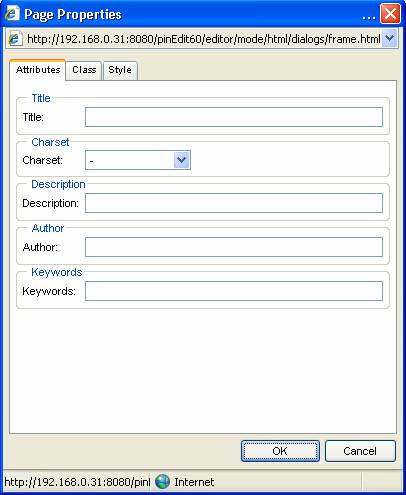 Page Properties ...
http://192.168.0.31:8080/pinEdit60/editor/mode/html/dialogs/frame.html
Attributes Class Style
Title
Title:
Charset
Charset: -
Description
Description:
Author
Author:
Keywords
Keywords:
OK Cancel
http://192.168.0.31:8080/pinl Internet